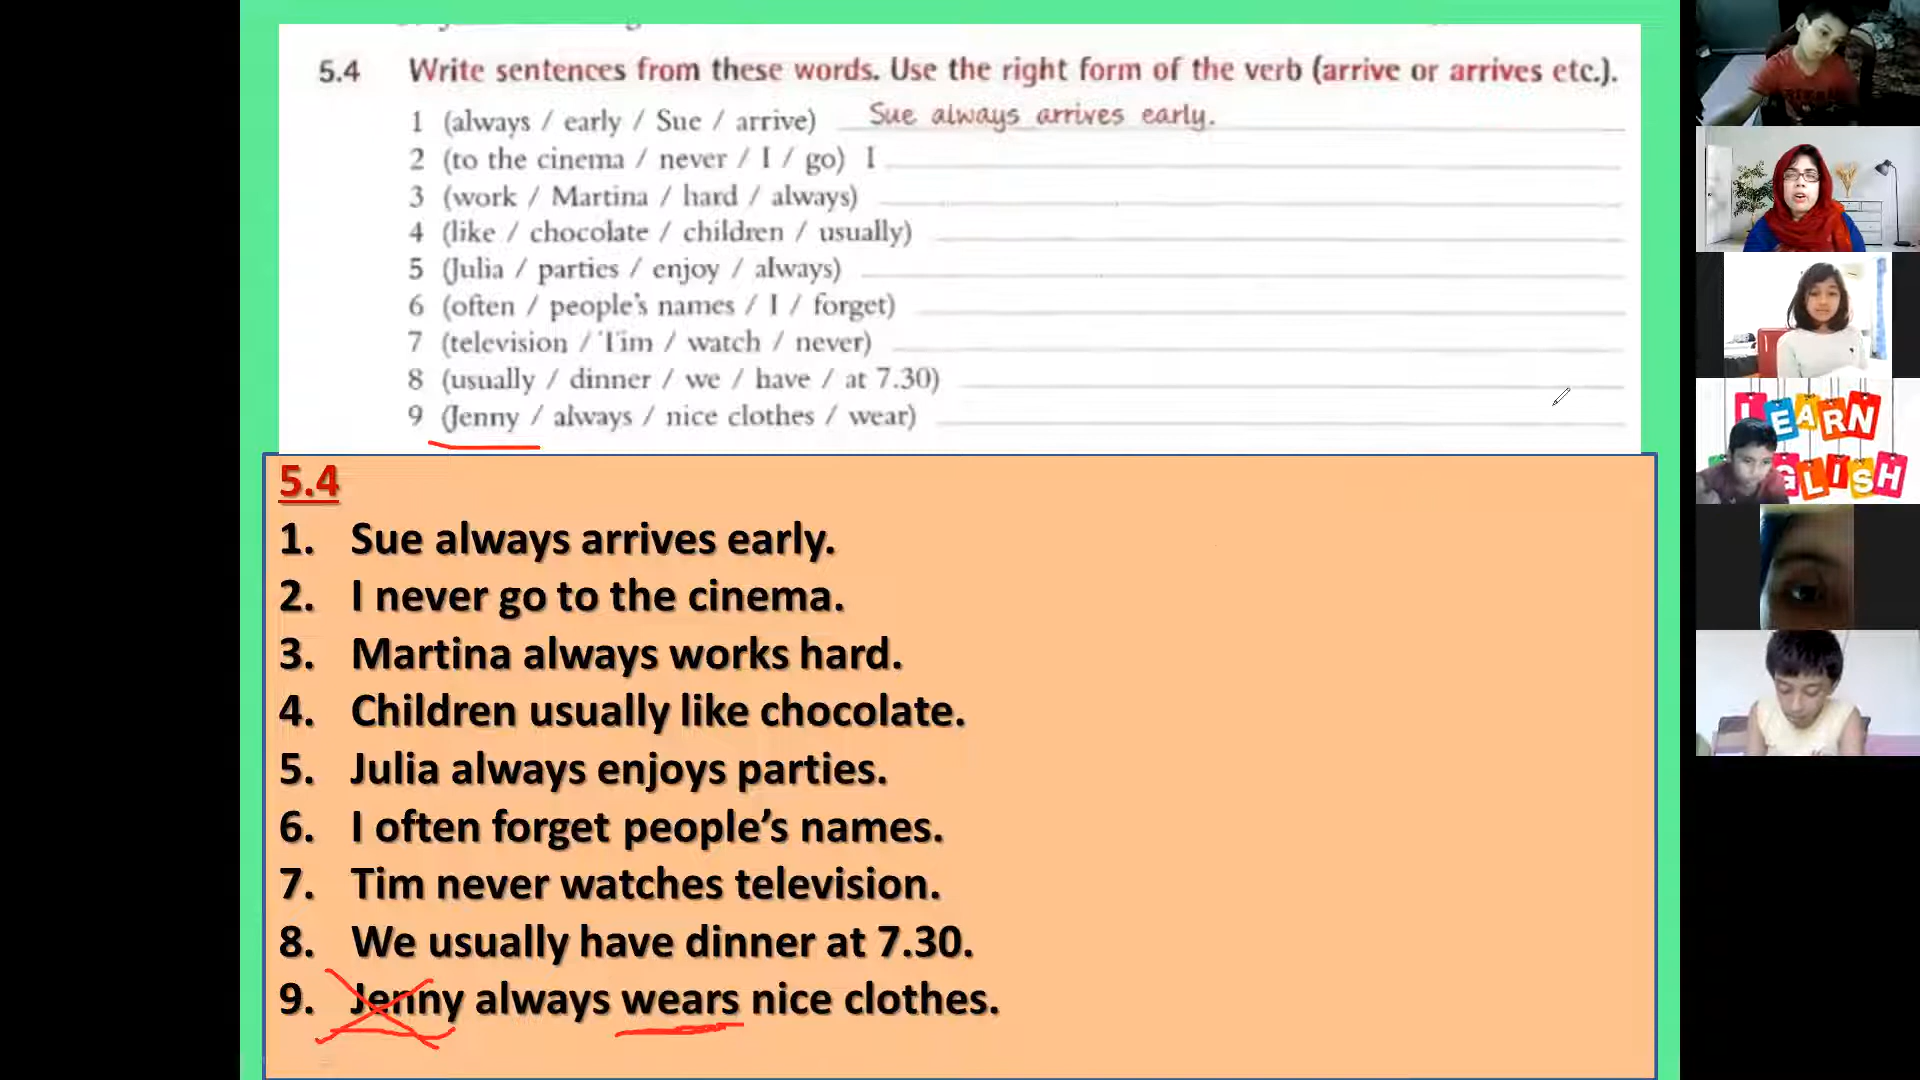 5.4 Write sentences from these words. Use the right form of the verb (arrive or arrives etc.).
1 (always / early / Sue / arrive) Sue always arrives early.
2 (to the cinema / never / I / go) I
3 (work / Martina / hard / always)
4 (like / chocolate / children / usually)
5 (Julia / parties / enjoy / always)
6 (often / people's names / I / forget)
7 (television / Tim / watch / never)
8 (usually / dinner / we / have / at 7.30)
9 (Jenny / always / nice clothes / wear)
5.4
1. Sue always arrives early.
2. I never go to the cinema.
3. Martina always works hard.
4. Children usually like chocolate.
5. Julia always enjoys parties.
6. I often forget people’s names.
7. Tim never watches television.
8. We usually have dinner at 7.30.
9. Jenny always wears nice clothes.
LEARN
GLISH